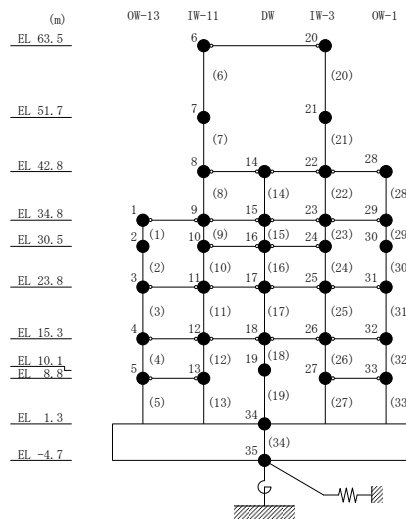 (m) OW-13 IW-11 DW IW-3 OW-1
EL 63.5 6 20
(6) (20)
EL 51.7 7 21
(7) (21)
EL 42.8 8 14 22 28
(8) (14) (22) (28
EL 34.8 1 9 15 23 29
(1) (9) (15) (23) (29
EL 30.5 2 10 16 24 30
(2) (10) (16) (24) (30
EL 23.8 3 11 17 25 31
(3) (11) (17) (25) (31
EL 15.3 4 12 18 26 32
(4) (12) (18) (26) (32
EL 10.1 19
EL 8.8 5 13 27 33
(5) (13) (19) (27) (33
EL 1.3 34
(34)
EL -4.7 35